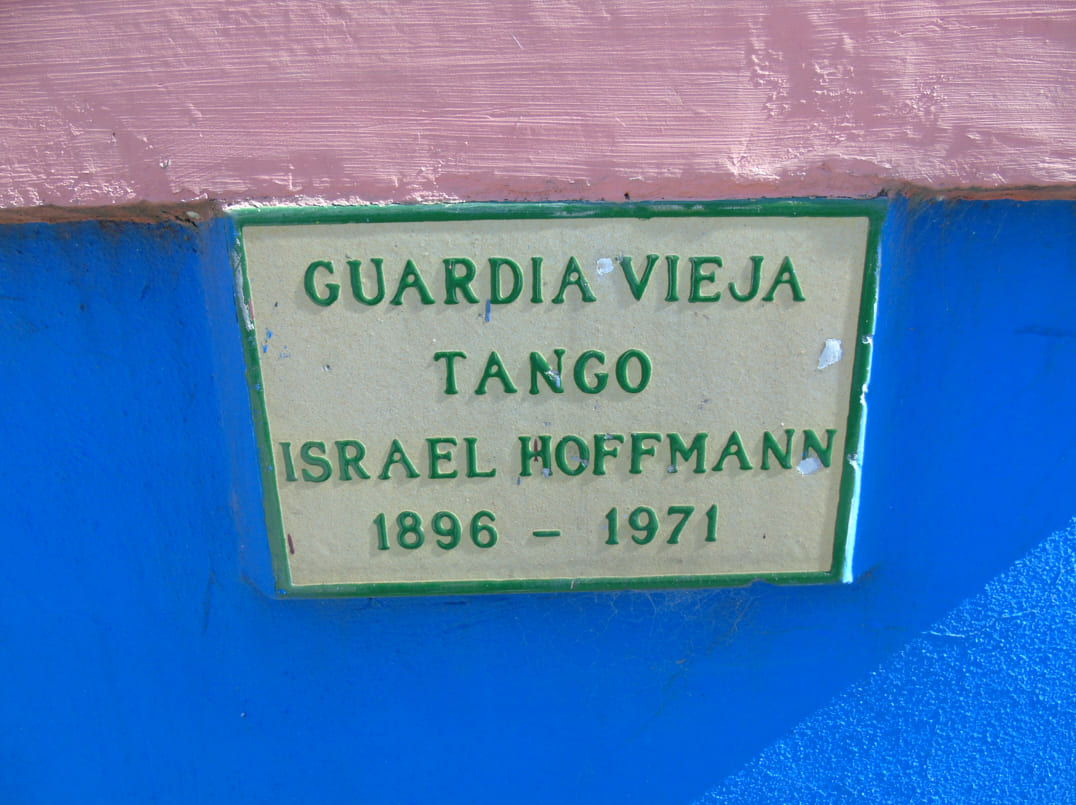 GUARDIA VIEJA
TANGO
ISRAEL HOFFMANN
1896 - 1971